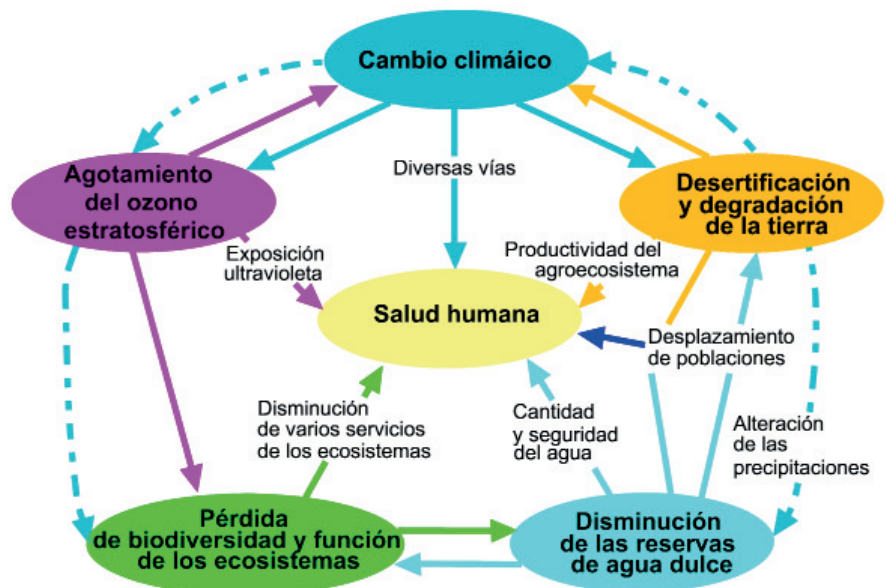 Cambio climáico
Diversas vías
Agotamiento
del ozono
estratosférico
Desertificación
y degradación
de la tierra
Exposición
ultravioleta
Productividad del
agroecosistema
Salud humana
Desplazamiento
de poblaciones
Disminución
de varios servicios
de los ecosistemas
Cantidad
y seguridad
del agua
Alteración
de las
precipitaciones
Pérdida
de biodiversidad y función
de los ecosistemas
Disminución
de las reservas
de agua dulce